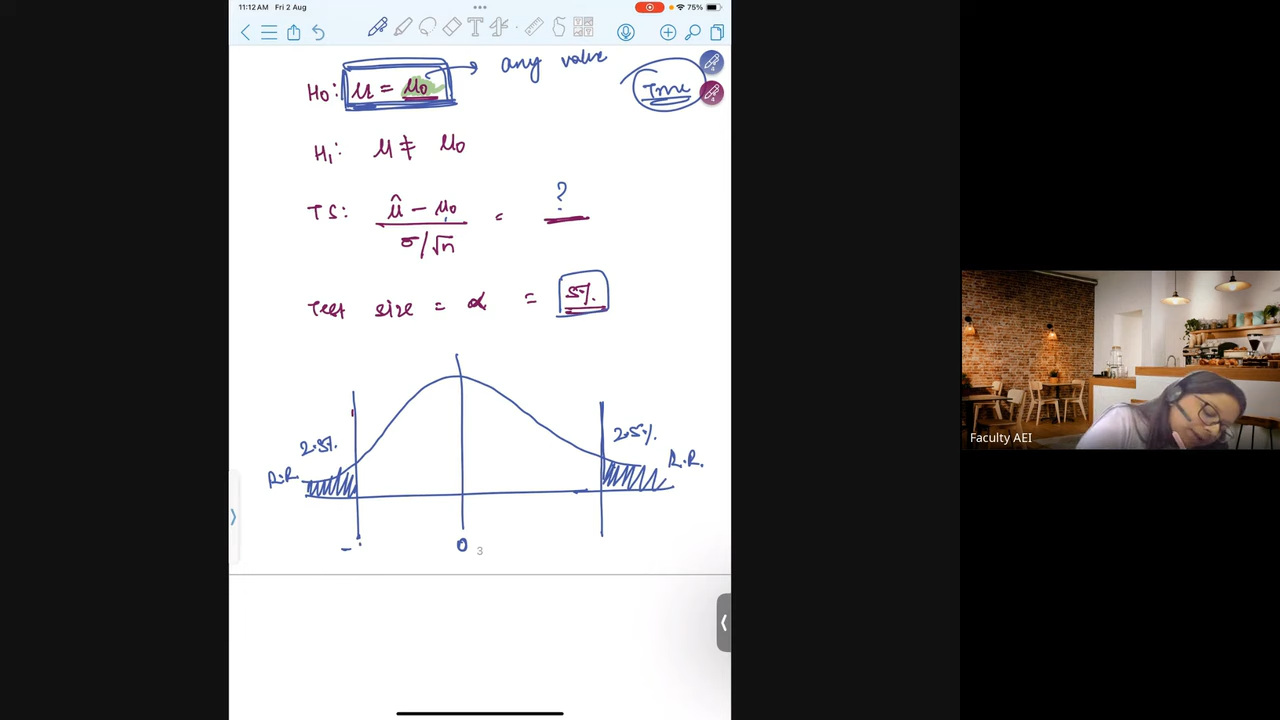 11:12 AM Fri 2 Aug
75%
H₀: μ = μ₀ → any value
True
H₁: μ ≠ μ₀
TS: μ̂ - μ₀ / σ/√n = ?
Test size = α = 5%.
2.5%. 2.5%.
R.R. R.R.
- 0 3
Faculty AEI